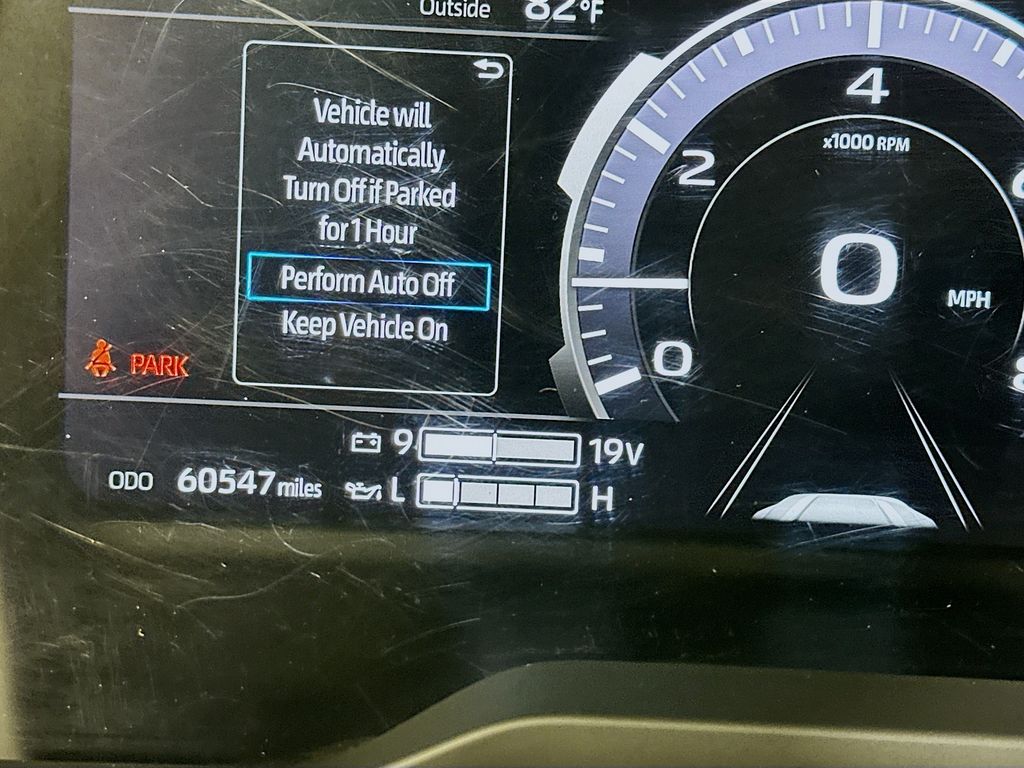 Outside 82°F
Vehicle will
Automatically
Turn Off if Parked
for 1 Hour
Perform Auto Off
Keep Vehicle On
PARK
9 19V
ODO 60547 miles
L H
4
x1000 RPM
2
0
MPH
0